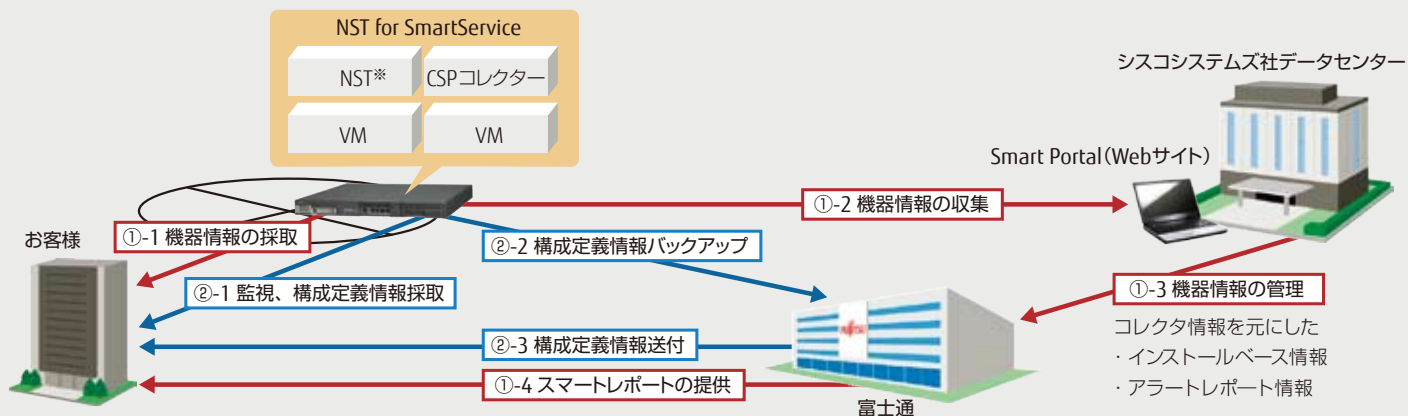 NST for SmartService
NST※
CSPコレクター
VM
VM
シスコシステムズ社データセンター
Smart Portal（Webサイト）
①-2 機器情報の収集
お客様
①-1 機器情報の採取
②-2 構成定義情報バックアップ
②-1 監視、構成定義情報採取
①-3 機器情報の管理
コレクタ情報を元にした
・インストールベース情報
・アラートレポート情報
FUJITSU
②-3 構成定義情報送付
①-4 スマートレポートの提供
富士通